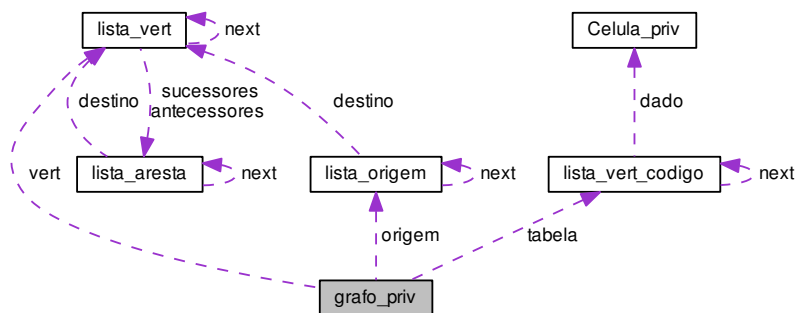 lista_vert
next
Celula_priv
destino
sucessores
antecessores
destino
dado
vert
lista_aresta
next
lista_origem
next
lista_vert_codigo
next
origem
tabela
grafo_priv